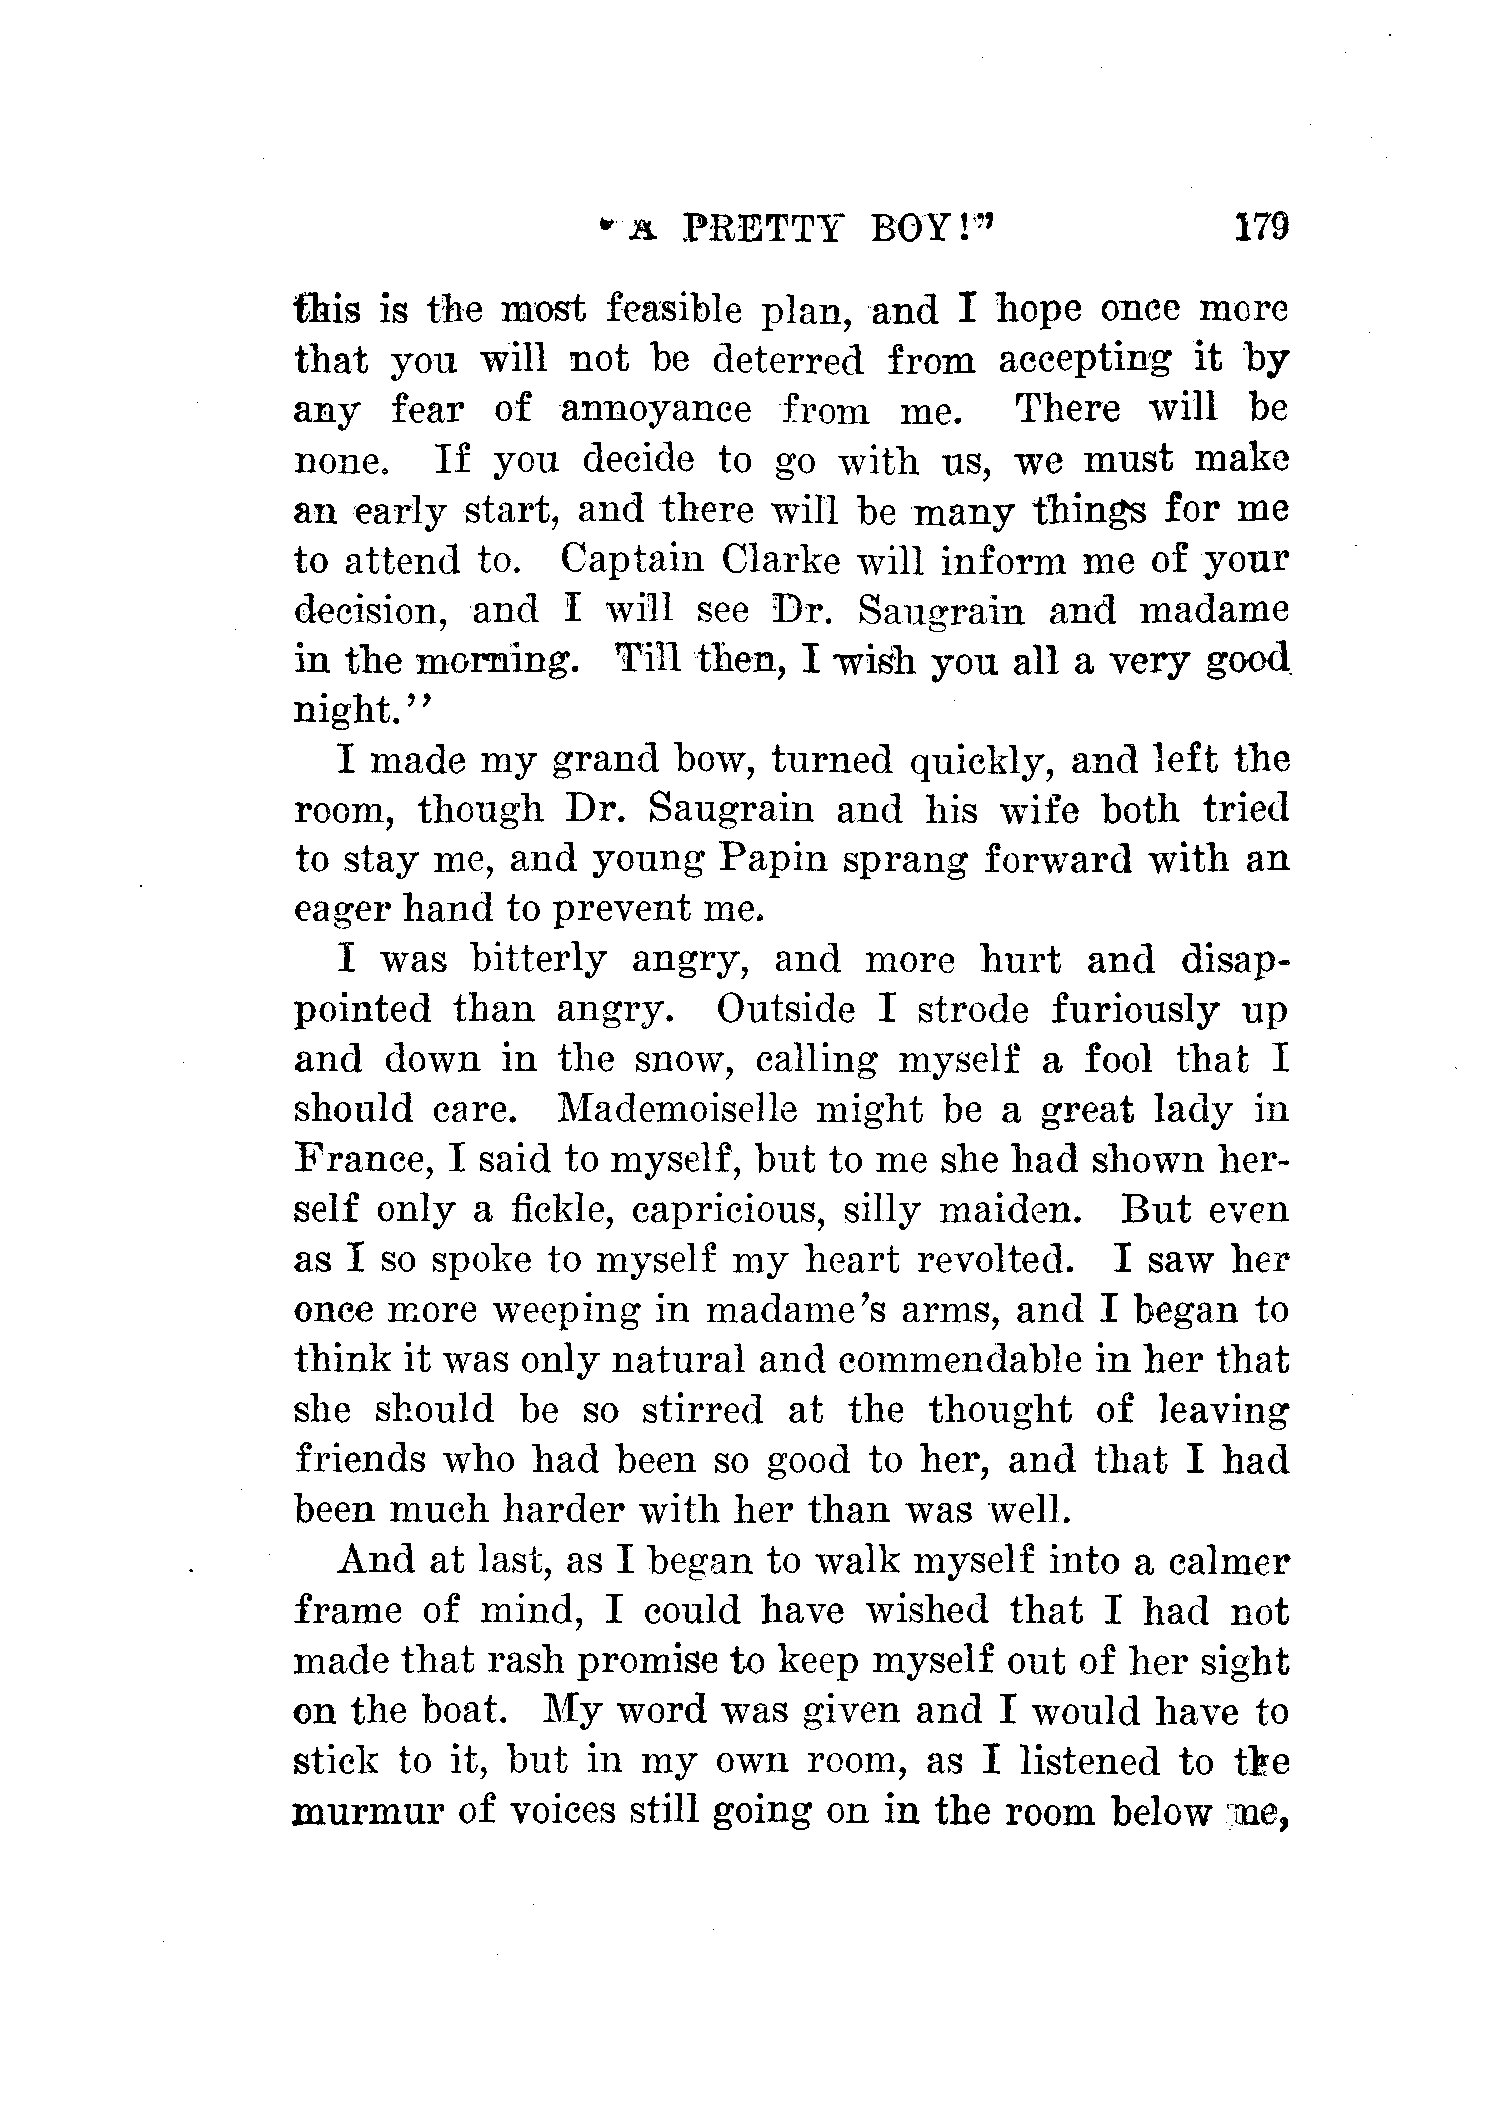 "A PRETTY BOY!" 179
this is the most feasible plan, and I hope once more
that you will not be deterred from accepting it by
any fear of annoyance from me. There will be
none. If you decide to go with us, we must make
an early start, and there will be many things for me
to attend to. Captain Clarke will inform me of your
decision, and I will see Dr. Saugrain and madame
in the morning. Till then, I wish you all a very good
night."
I made my grand bow, turned quickly, and left the
room, though Dr. Saugrain and his wife both tried
to stay me, and young Papin sprang forward with an
eager hand to prevent me.
I was bitterly angry, and more hurt and disap-
pointed than angry. Outside I strode furiously up
and down in the snow, calling myself a fool that I
should care. Mademoiselle might be a great lady in
France, I said to myself, but to me she had shown her-
self only a fickle, capricious, silly maiden. But even
as I so spoke to myself my heart revolted. I saw her
once more weeping in madame's arms, and I began to
think it was only natural and commendable in her that
she should be so stirred at the thought of leaving
friends who had been so good to her, and that I had
been much harder with her than was well.
And at last, as I began to walk myself into a calmer
frame of mind, I could have wished that I had not
made that rash promise to keep myself out of her sight
on the boat. My word was given and I would have to
stick to it, but in my own room, as I listened to the
murmur of voices still going on in the room below me,